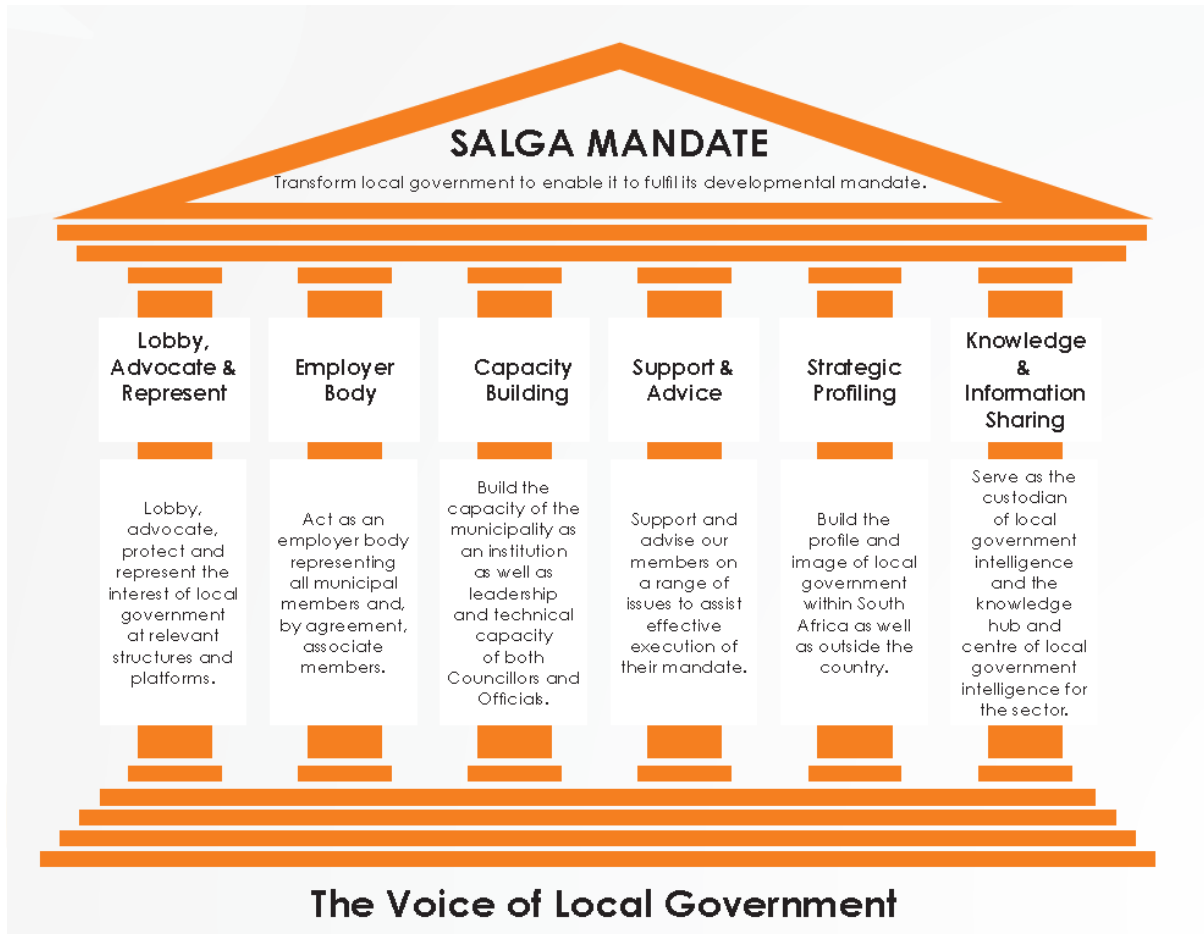 SALGA MANDATE
Transform local government to enable it to fulfil its developmental mandate.
Lobby,
Advocate &
Represent
Lobby,
advocate,
protect and
represent the
interest of local
government
at relevant
structures and
platforms.
Employer
Body
Act as an
employer body
representing
all municipal
members and,
by agreement,
associate
members.
Capacity
Building
Build the
capacity of the
municipality as
an institution
as well as
leadership
and technical
capacity
of both
Councillors and
Officials.
Support &
Advice
Support and
advise our
members on
a range of
issues to assist
effective
execution of
their mandate.
Strategic
Profiling
Build the
profile and
image of local
government
within South
Africa as well
as outside the
country.
Knowledge
&
Information
Sharing
Serve as the
custodian
of local
government
intelligence
and the
knowledge
hub and
centre of local
government
intelligence for
the sector.
The Voice of Local Government